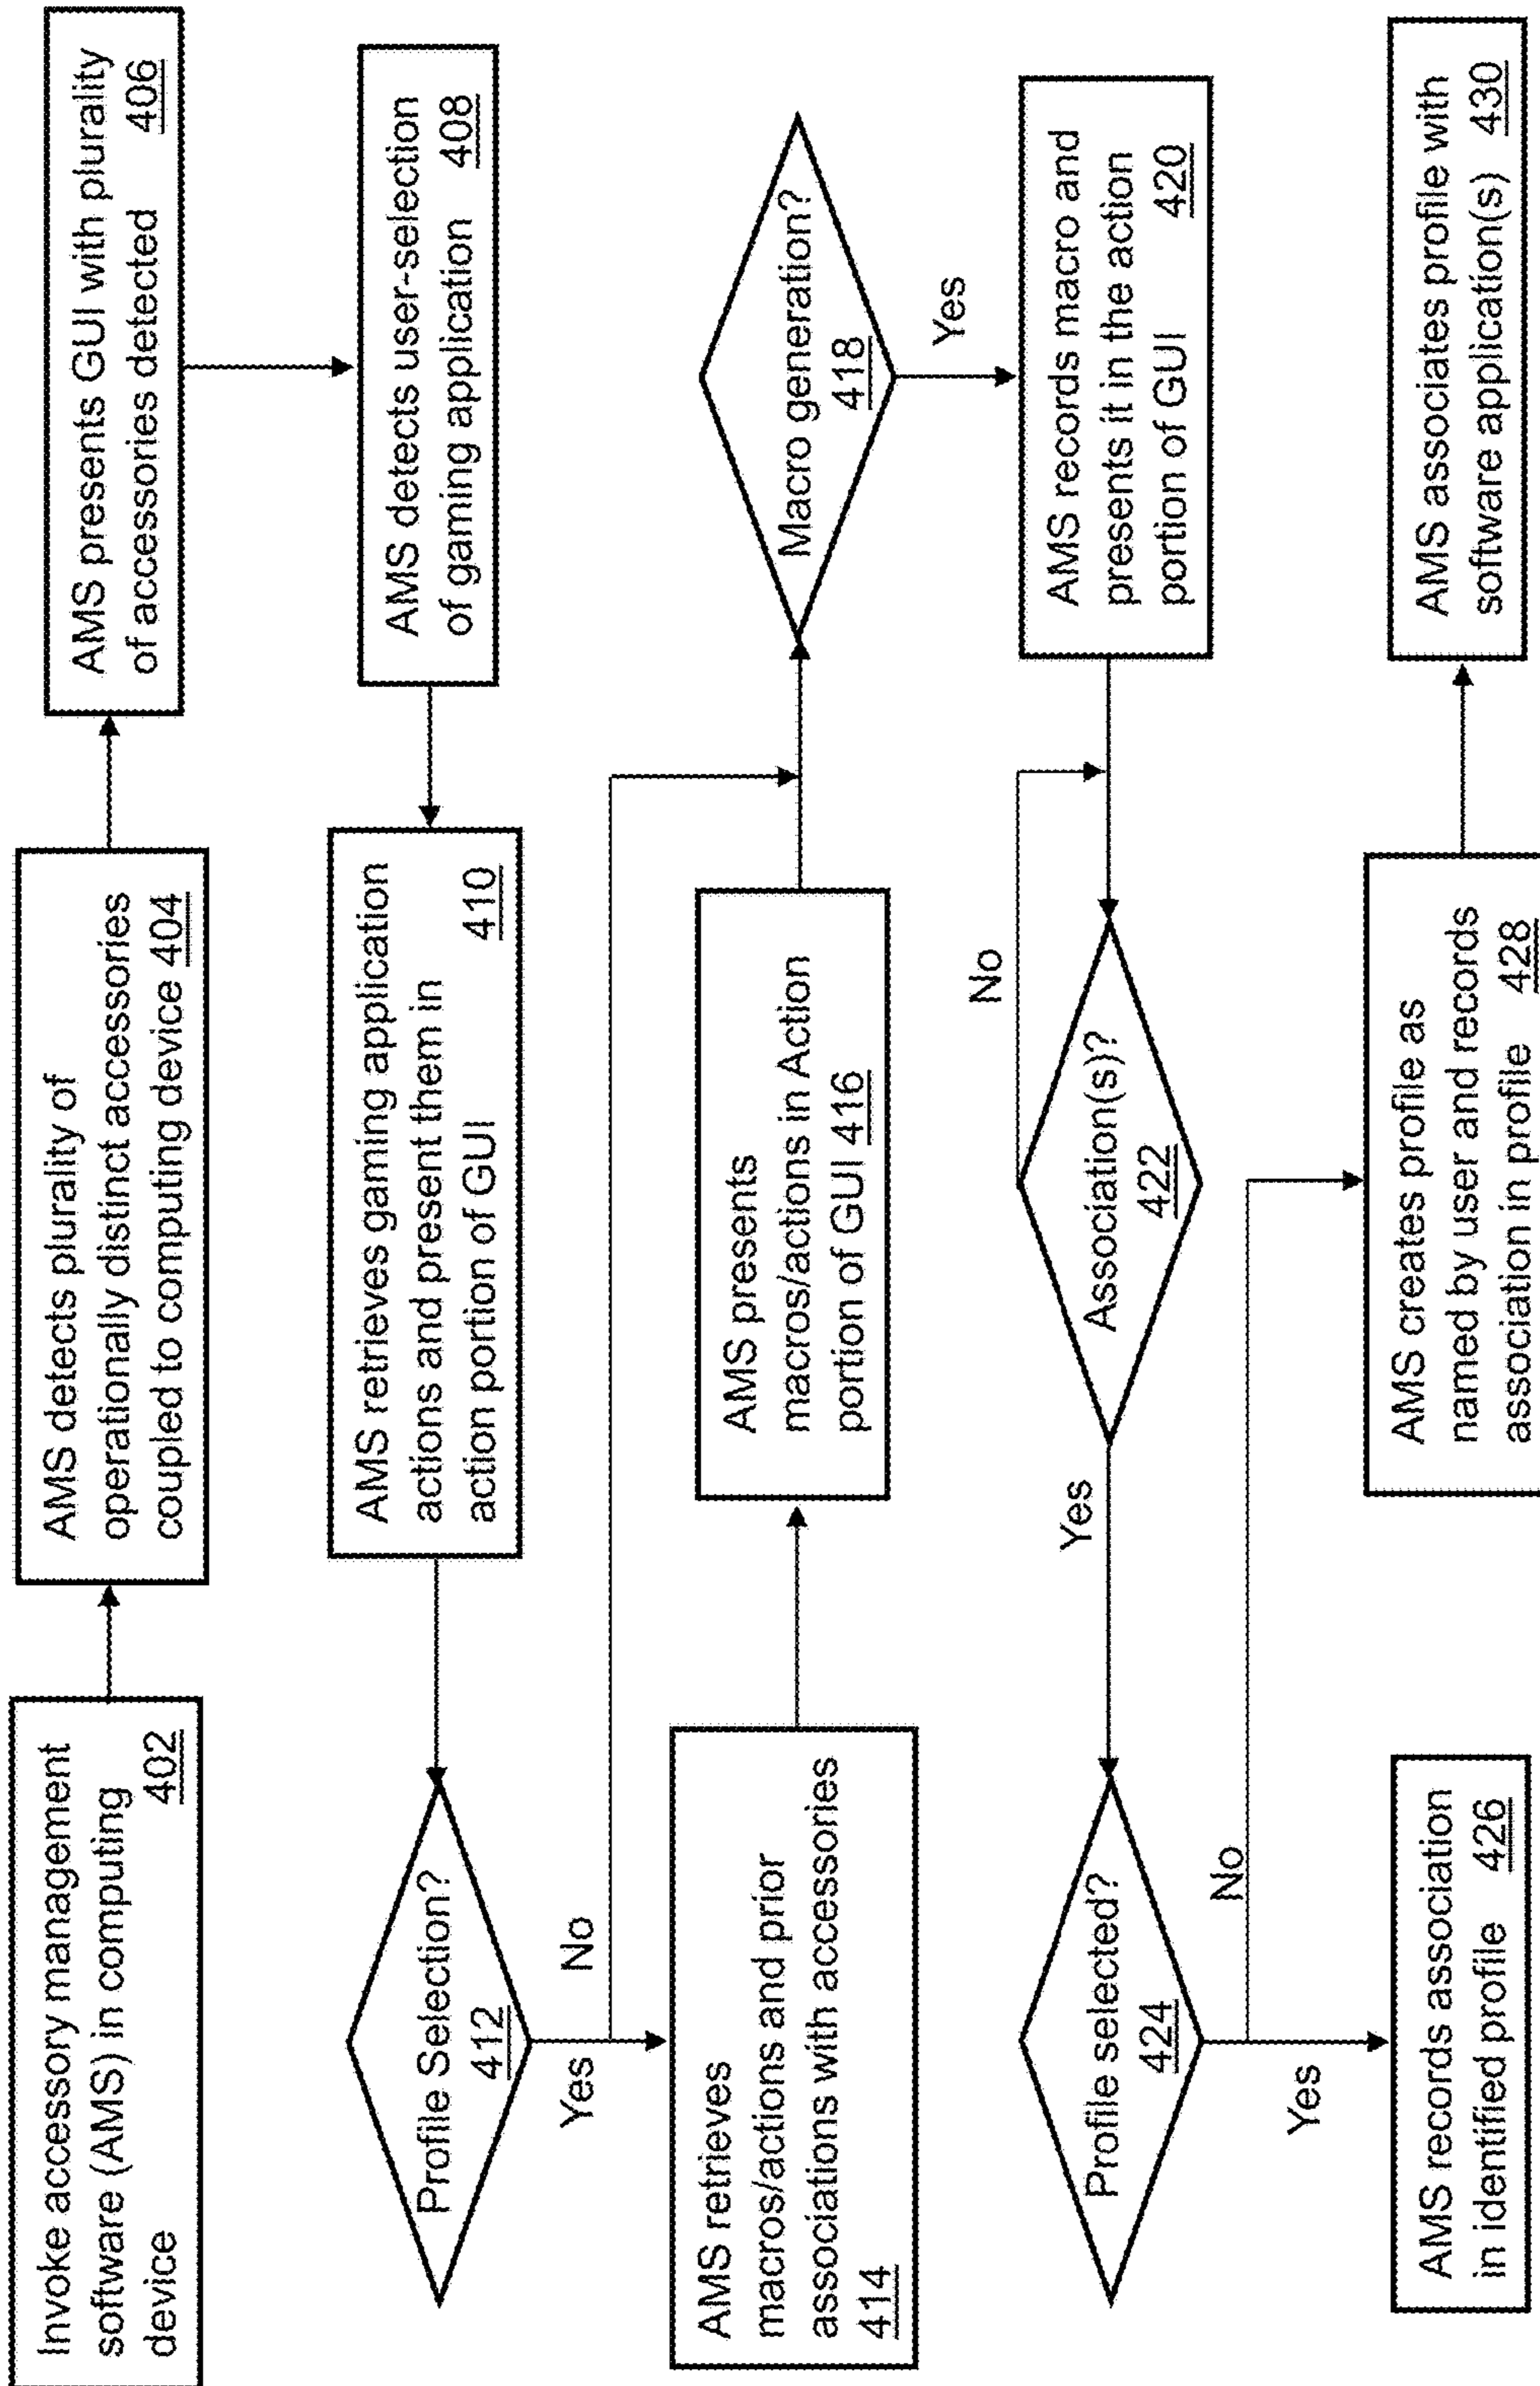 Invoke accessory management
software (AMS) in computing
device 402
AMS detects plurality of
operationally distinct accessories
coupled to computing device 404
AMS presents GUI with plurality
of accessories detected 406
AMS detects user-selection
of gaming application 408
AMS retrieves gaming application
actions and present them in
action portion of GUI 410
Profile Selection?
412
Yes
No
AMS retrieves
macros/actions and prior
associations with accessories
414
AMS presents
macros/actions in Action
portion of GUI 416
Macro generation?
418
Yes
AMS records macro and
presents it in the action
portion of GUI 420
Association(s)?
422
No
Yes
Profile selected?
424
Yes
No
AMS records association
in identified profile 426
AMS creates profile as
named by user and records
association in profile 428
AMS associates profile with
software application(s) 430